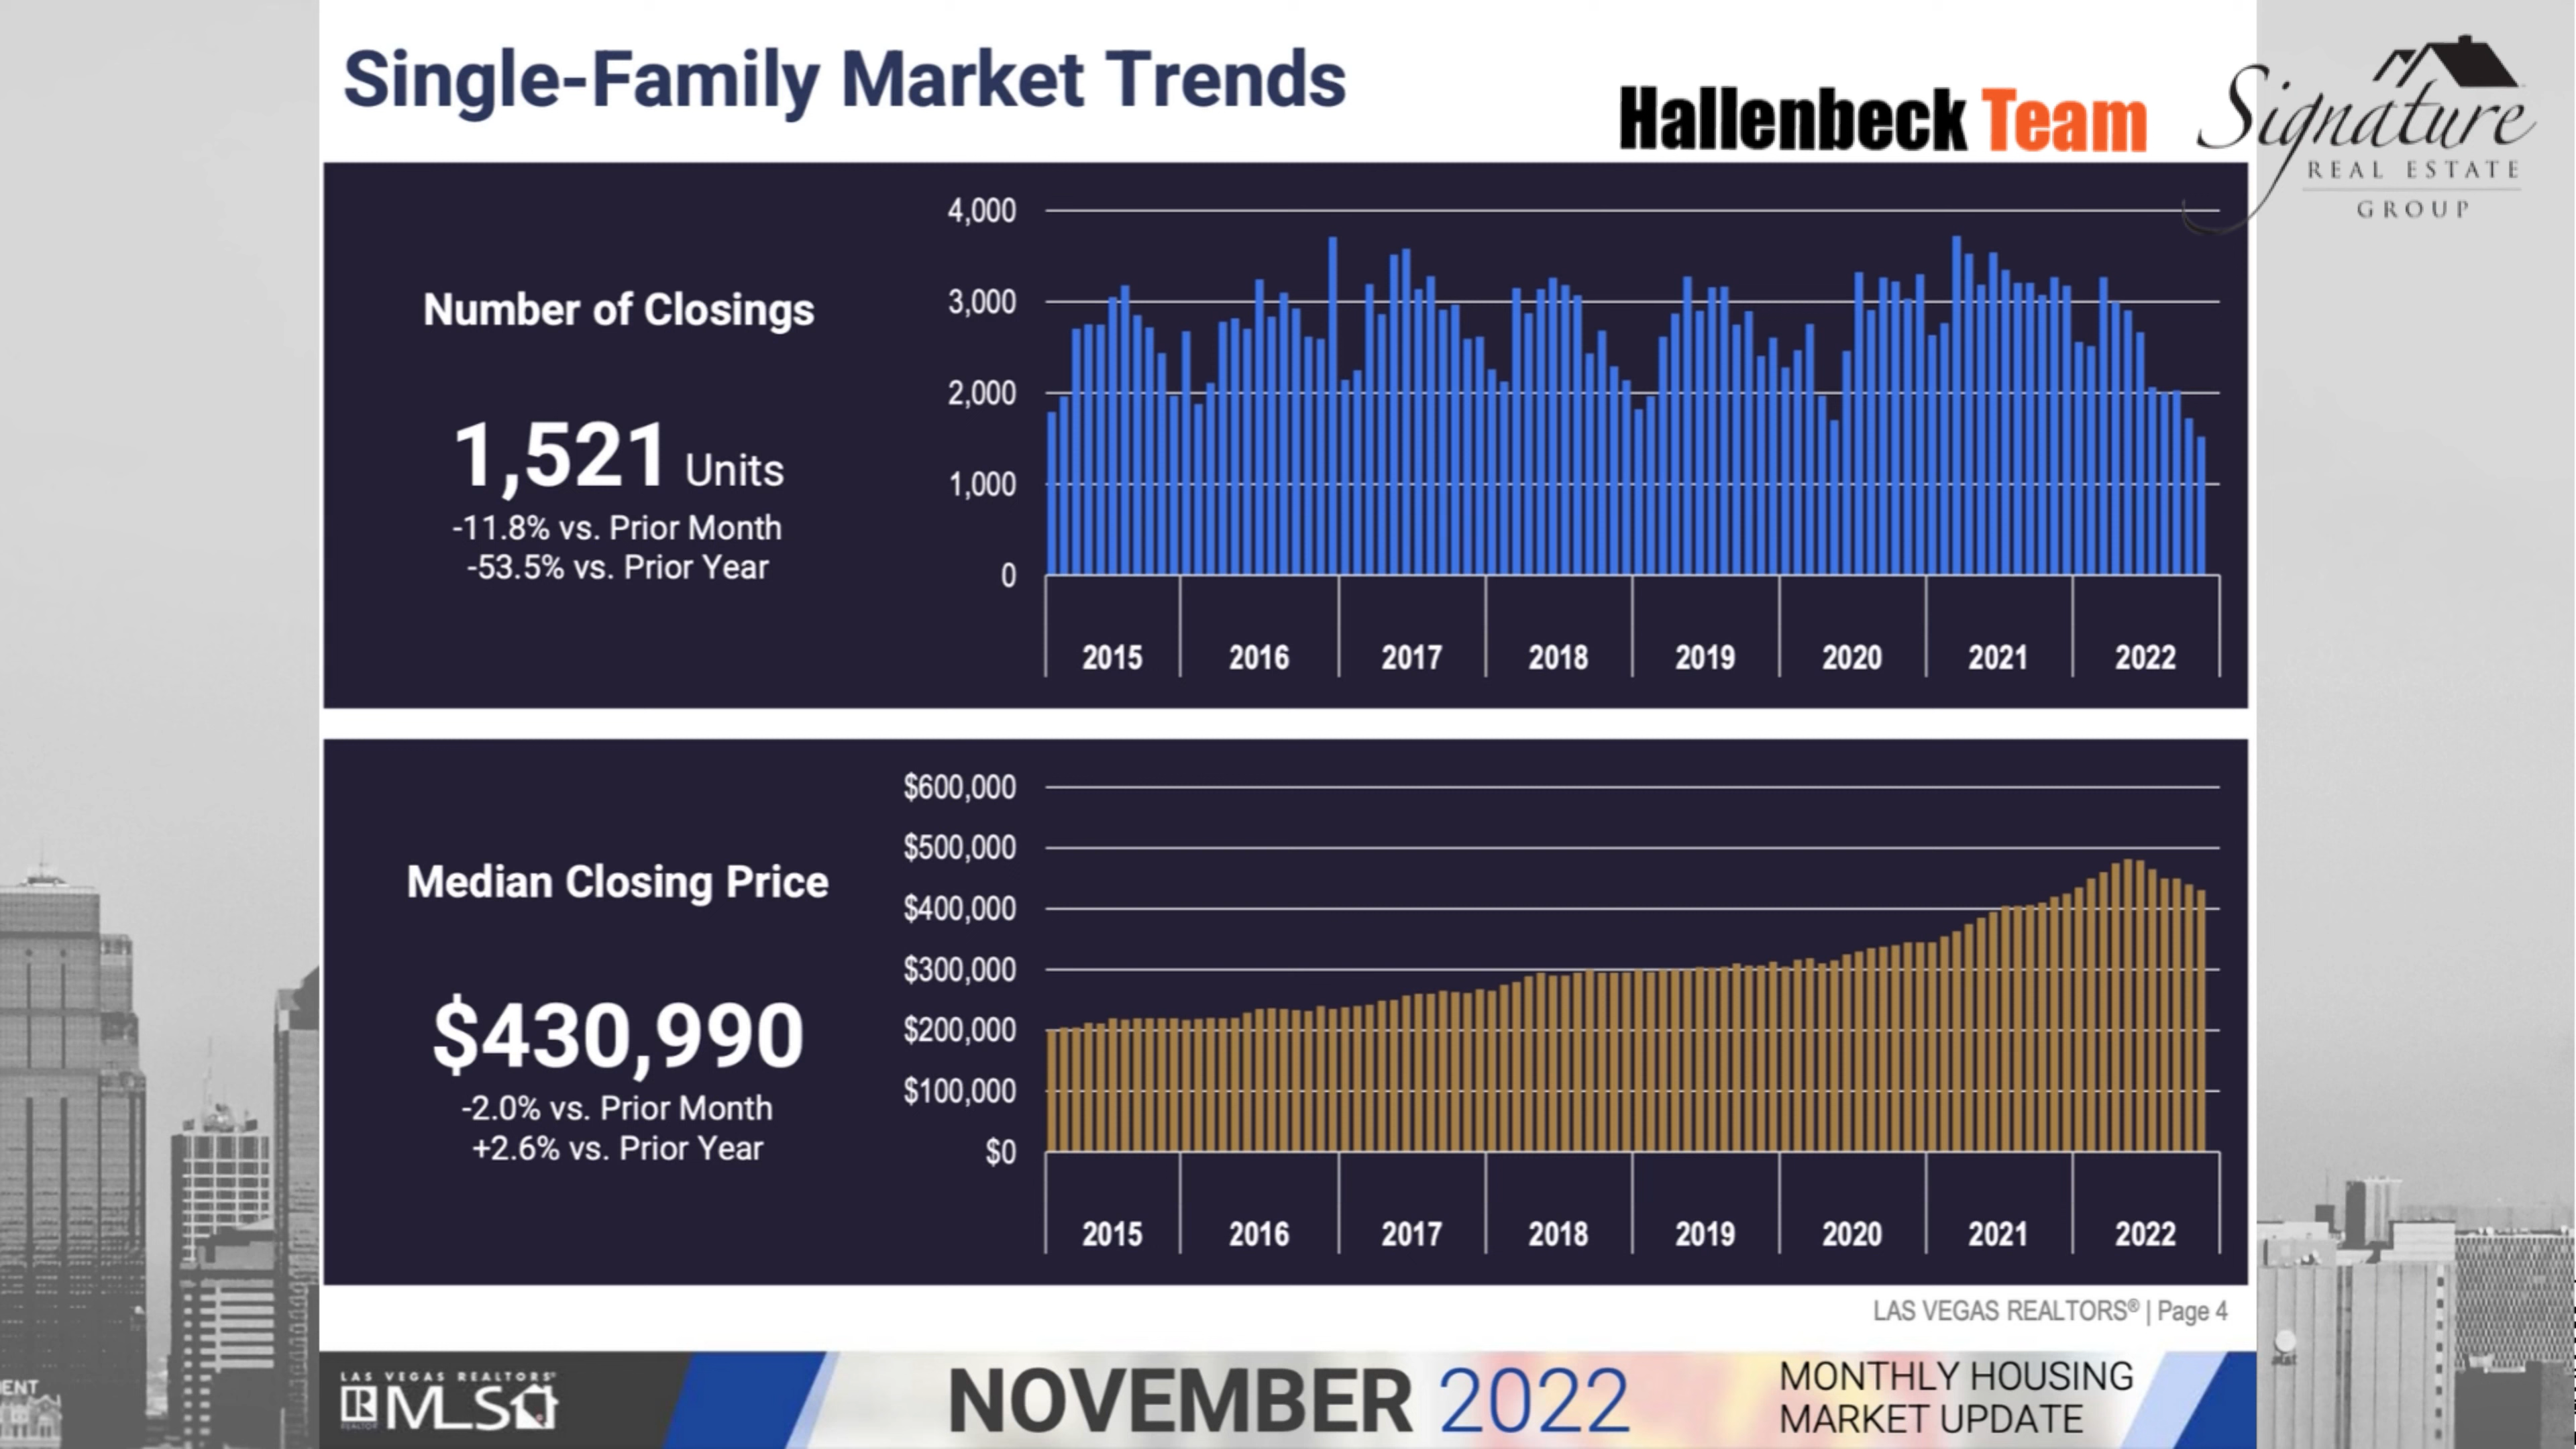 Single-Family Market Trends
Hallenbeck Team
Signature
REAL ESTATE
GROUP
Number of Closings
1,521 Units
-11.8% vs. Prior Month
-53.5% vs. Prior Year
4,000
3,000
2,000
1,000
0
2015 2016 2017 2018 2019 2020 2021 2022
Median Closing Price
$430,990
-2.0% vs. Prior Month
+2.6% vs. Prior Year
$600,000
$500,000
$400,000
$300,000
$200,000
$100,000
$0
2015 2016 2017 2018 2019 2020 2021 2022
LAS VEGAS REALTORS® | Page 4
ENT
LAS VEGAS REALTORS®
R MLS
REALTOR
NOVEMBER 2022
MONTHLY HOUSING
MARKET UPDATE
at&t